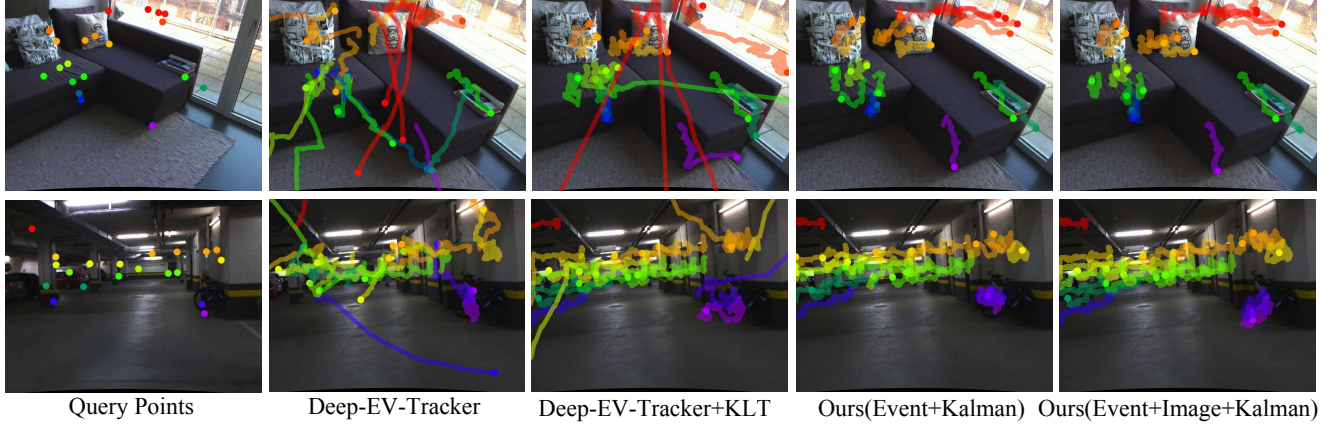 Query Points
Deep-EV-Tracker
Deep-EV-Tracker+KLT
Ours(Event+Kalman)
Ours(Event+Image+Kalman)